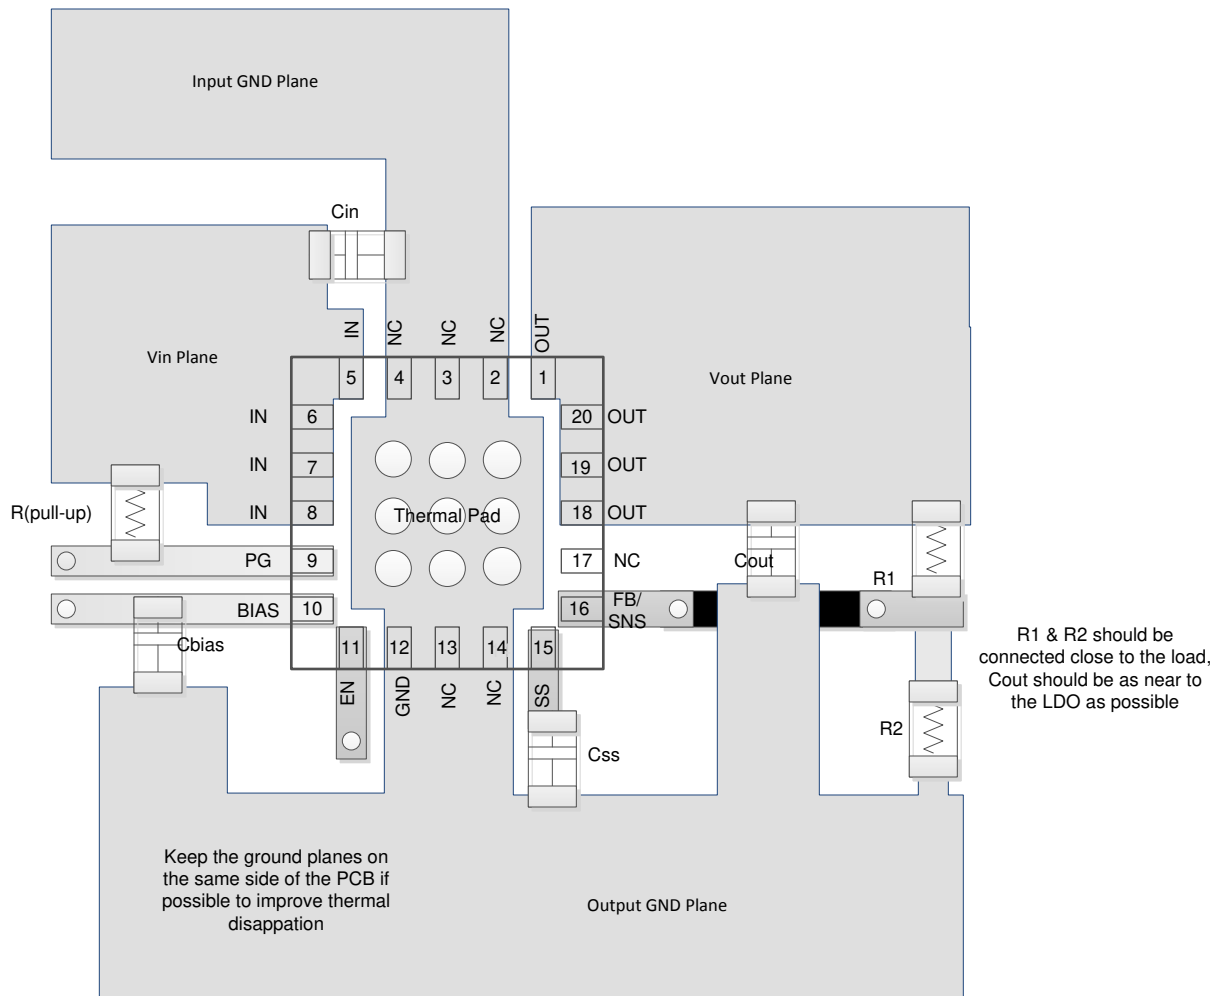 Input GND Plane
Cin
IN
NC
NC
NC
OUT
Vin Plane
Vout Plane
5
4
3
2
1
IN
6
20
OUT
IN
7
19
OUT
R(pull-up)
IN
8
Thermal Pad
18
OUT
PG
9
17
NC
Cout
BIAS
10
16
FB/
SNS
R1
Cbias
11
12
13
14
15
EN
GND
NC
NC
SS
R1 & R2 should be
connected close to the load,
Cout should be as near to
the LDO as possible
R2
Css
Keep the ground planes on
the same side of the PCB if
possible to improve thermal
disappation
Output GND Plane